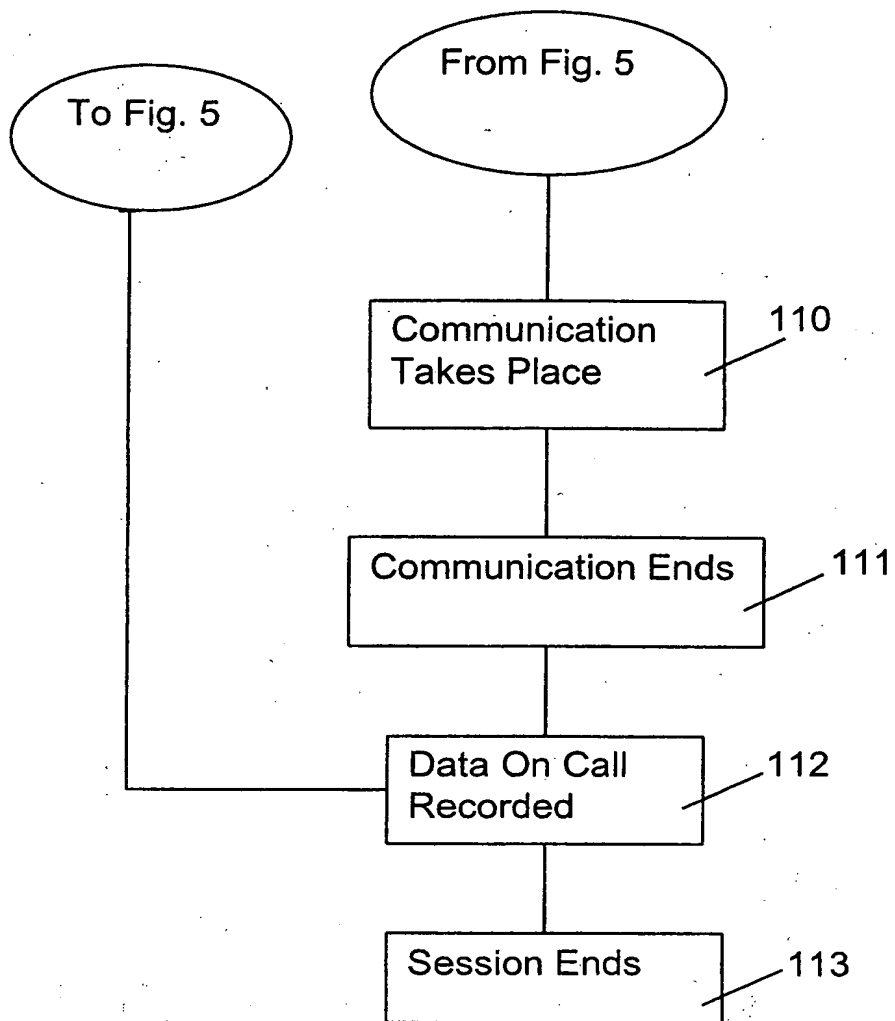 From Fig. 5
To Fig. 5
Communication
Takes Place
110
Communication Ends
111
Data On Call
Recorded
112
Session Ends
113